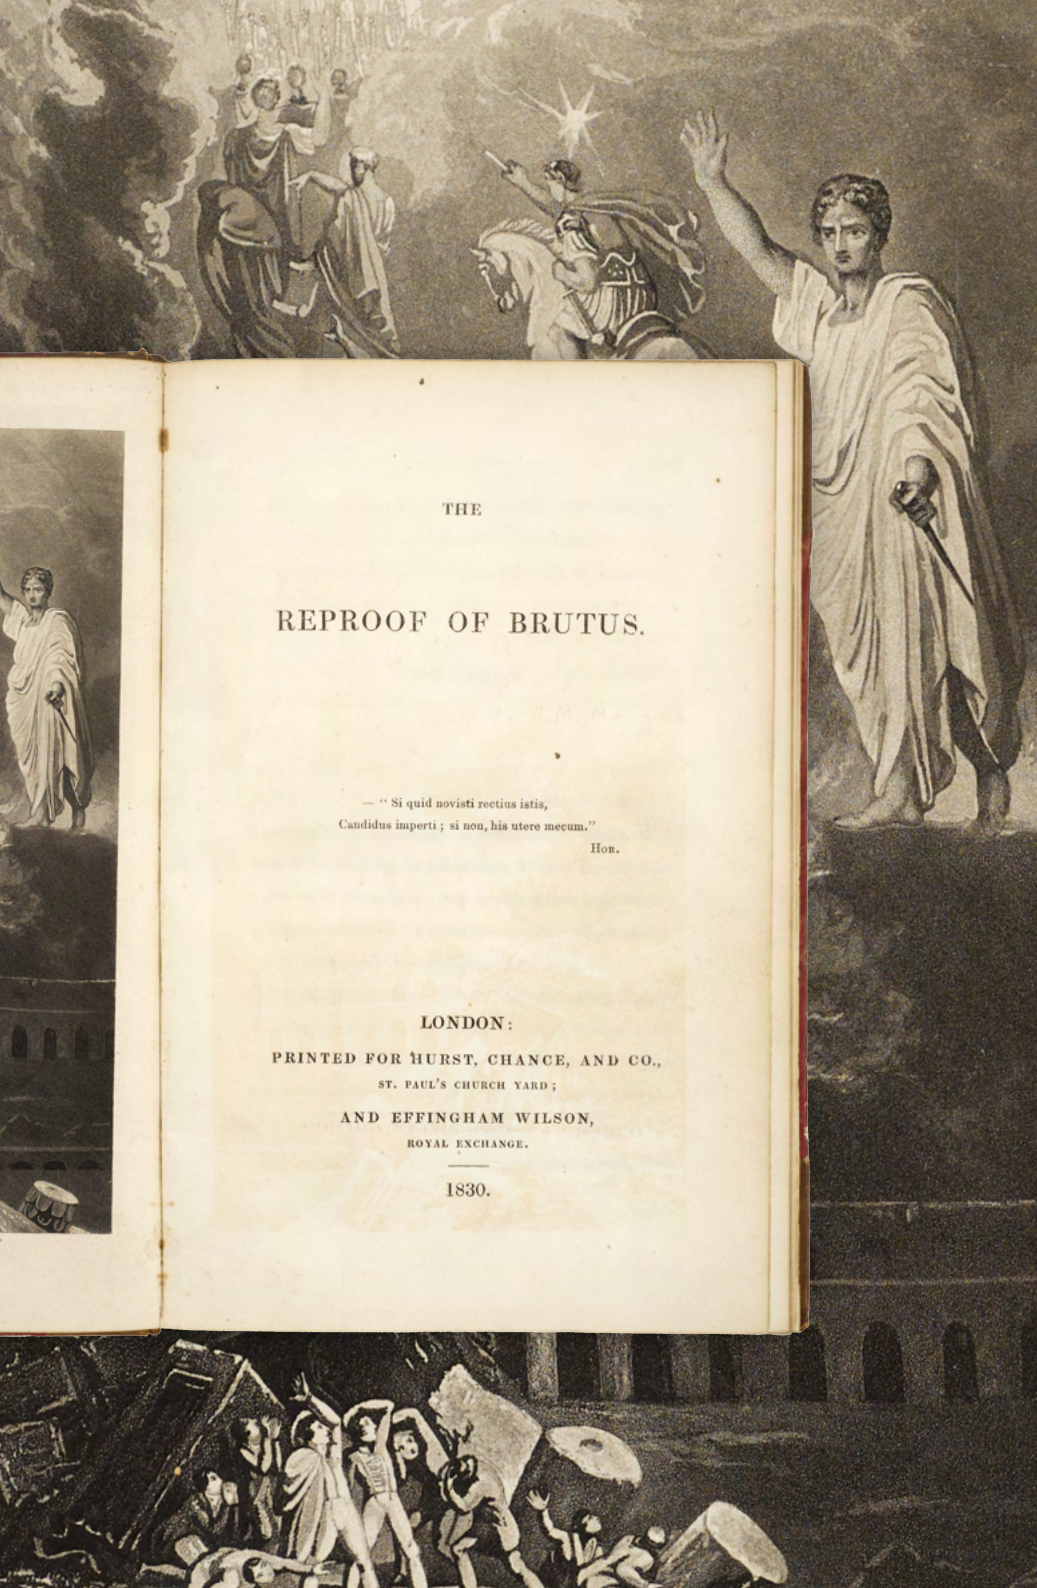 THE
REPROOF OF BRUTUS.
— “ Si quid novisti rectius istis,
Candidus imperti ; si non, his utere mecum.”
Hor.
LONDON:
PRINTED FOR HURST, CHANCE, AND CO.,
ST. PAUL'S CHURCH YARD ;
AND EFFINGHAM WILSON,
ROYAL EXCHANGE.
1830.